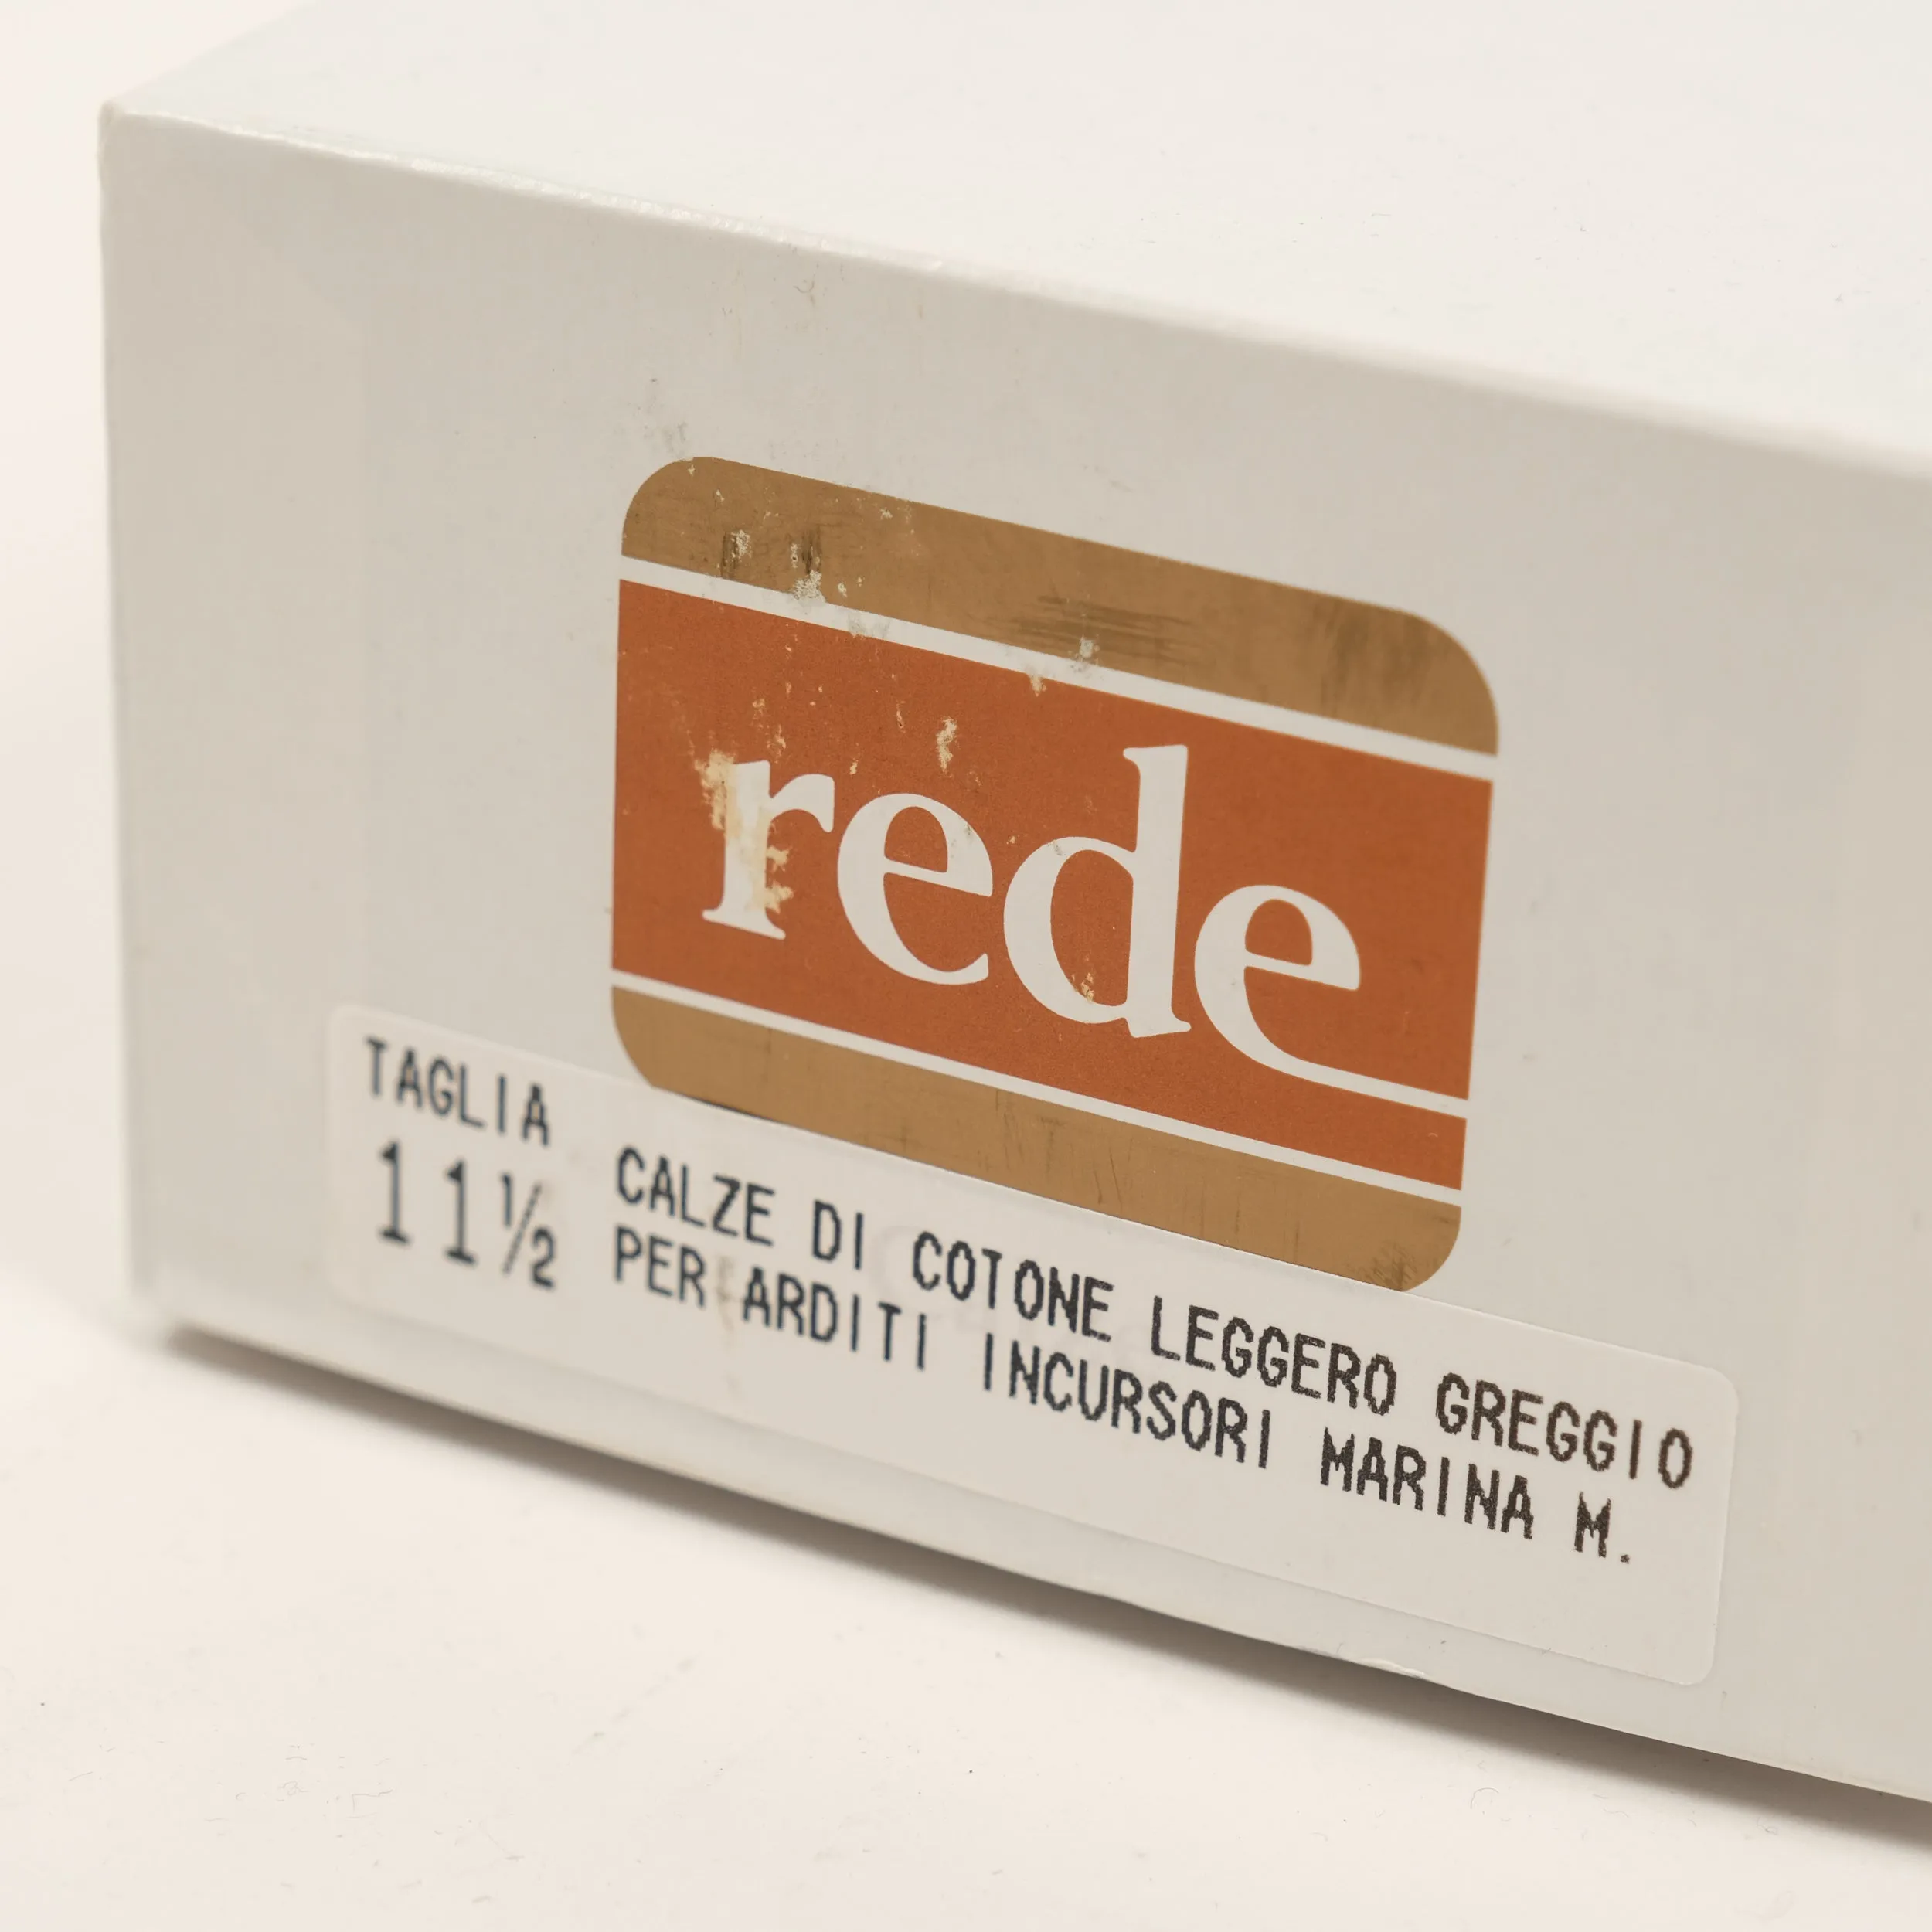 rede
TAGLIA
11½
CALZE DI COTONE LEGGERO GREGGIO
PER ARDITI INCURSORI MARINA M.